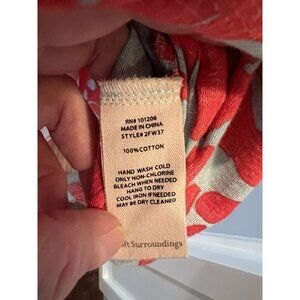 RN# 101206
MADE IN CHINA
STYLE# 2FW37
100% COTTON
HAND WASH COLD
ONLY NON-CHLORINE
BLEACH WHEN NEEDED
HANG TO DRY
COOL IRON IF NEEDED
MAY BE DRY CLEANED
oft Surroundings